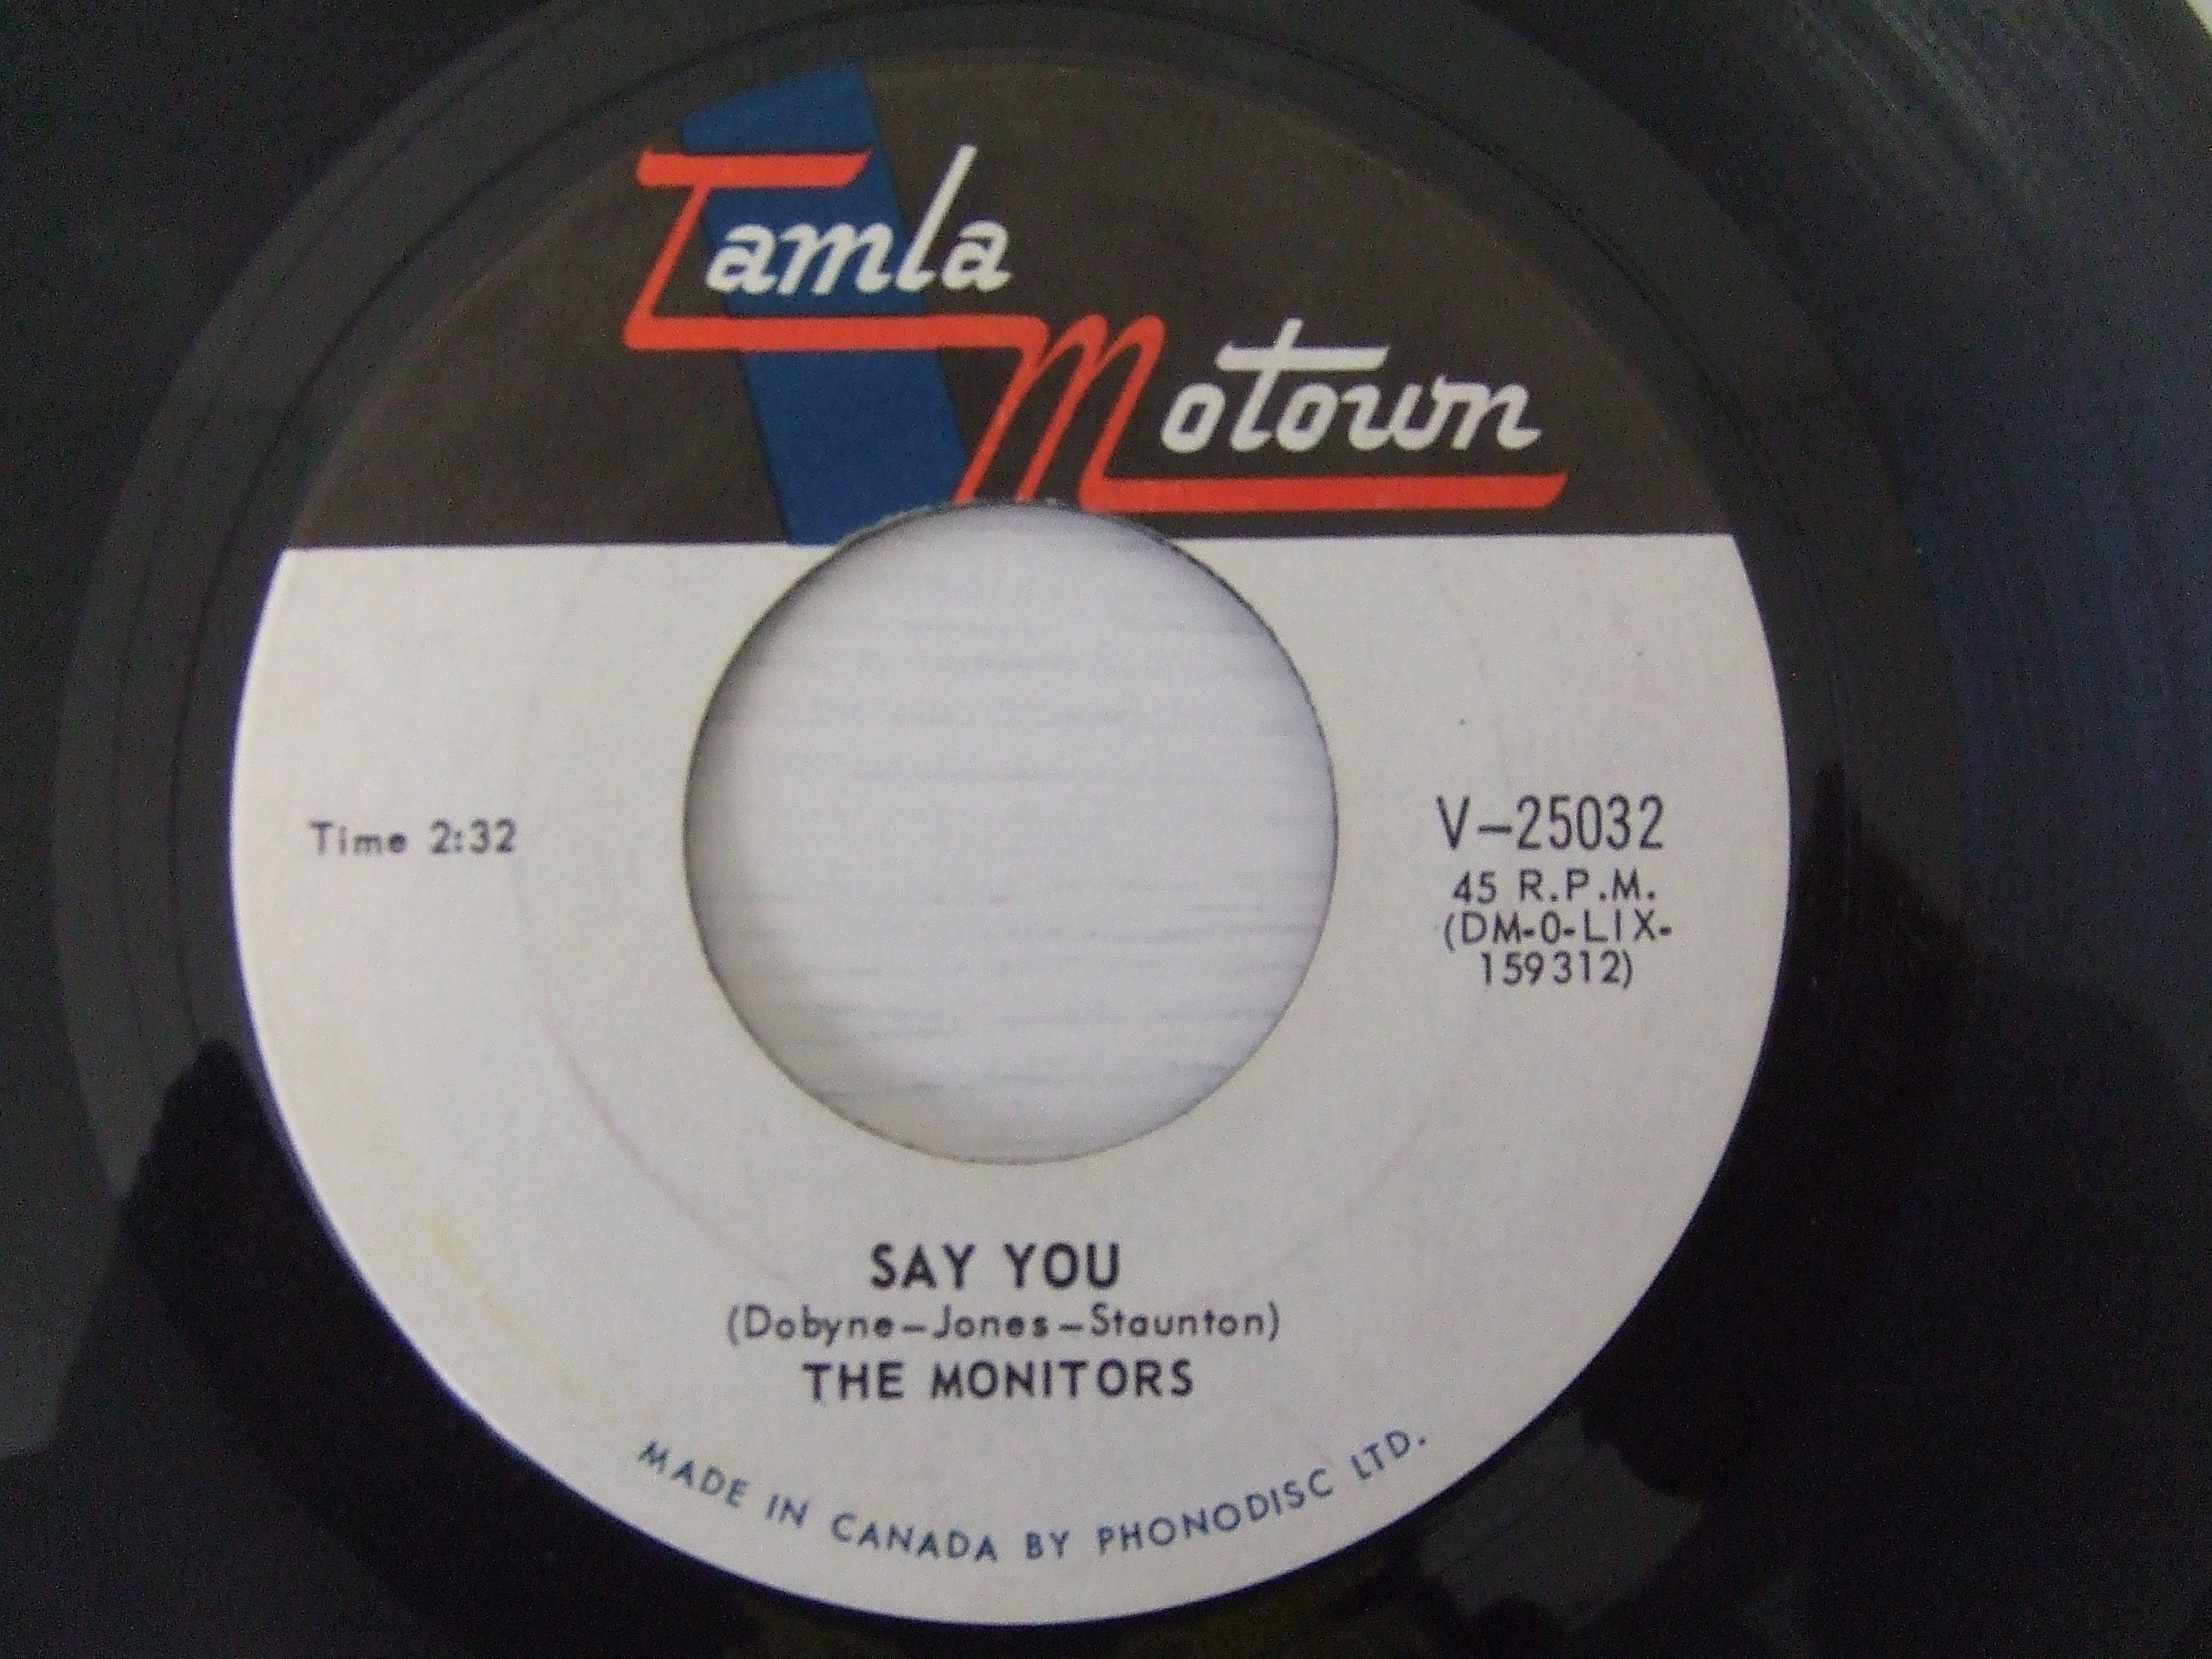 Tamla
Motown
Time 2:32
V-25032
45 R.P.M.
(DM-0-LIX-
159312)
SAY YOU
(Dobyne-Jones-Staunton)
THE MONITORS
MADE IN CANADA BY PHONODISC LTD.